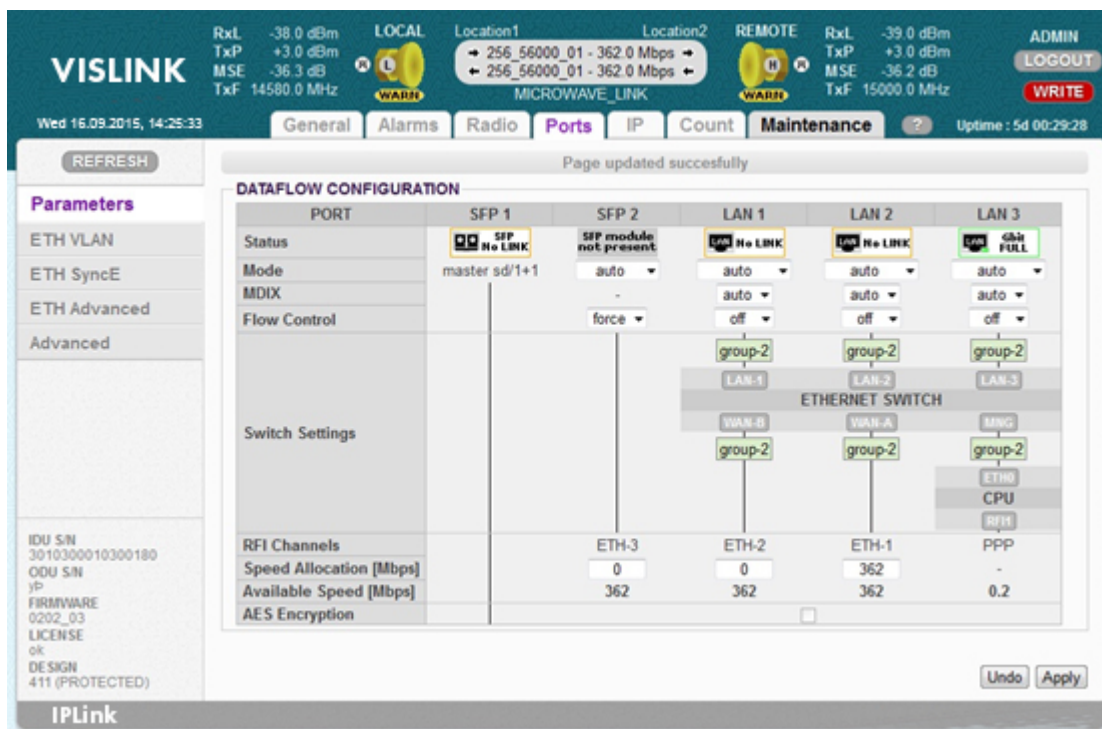 VISLINK
RxL -38.0 dBm LOCAL Location1 Location2 REMOTE RxL -39.0 dBm ADMIN
TxP +3.0 dBm R L → 256_56000_01 - 362.0 Mbps → H R TxP +3.0 dBm LOGOUT
MSE -36.3 dB ← 256_56000_01 - 362.0 Mbps ← MSE -36.2 dB
TxF 14580.0 MHz WARN MICROWAVE_LINK WARN TxF 15000.0 MHz WRITE
Wed 16.09.2015, 14:25:33 General Alarms Radio Ports IP Count Maintenance ? Uptime : 5d 00:29:28
REFRESH
Page updated succesfully
Parameters
ETH VLAN
ETH SyncE
ETH Advanced
Advanced
DATAFLOW CONFIGURATION
PORT SFP 1 SFP 2 LAN 1 LAN 2 LAN 3
Status SFP No LINK SFP module not present LAN No LINK LAN No LINK LAN Gbit FULL
Mode master sd/1+1 auto auto auto auto
MDIX - auto auto auto
Flow Control force off off off
group-2 group-2 group-2
LAN-1 LAN-2 LAN-3
ETHERNET SWITCH
Switch Settings
WAN-B WAN-A MNG
group-2 group-2 group-2
ETH0
CPU
RFI1
RFI Channels ETH-3 ETH-2 ETH-1 PPP
Speed Allocation [Mbps] 0 0 362 -
Available Speed [Mbps] 362 362 362 0.2
AES Encryption
IDU S/N
3010300010300180
ODU S/N
FIRMWARE
0202_03
LICENSE
ok
DESIGN
411 (PROTECTED)
Undo Apply
IPLink